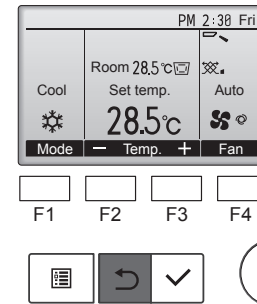 PM 2:30 Fri
Room 28.5°C
Cool Set temp. Auto
28.5°C
Mode − Temp. + Fan
F1 F2 F3 F4